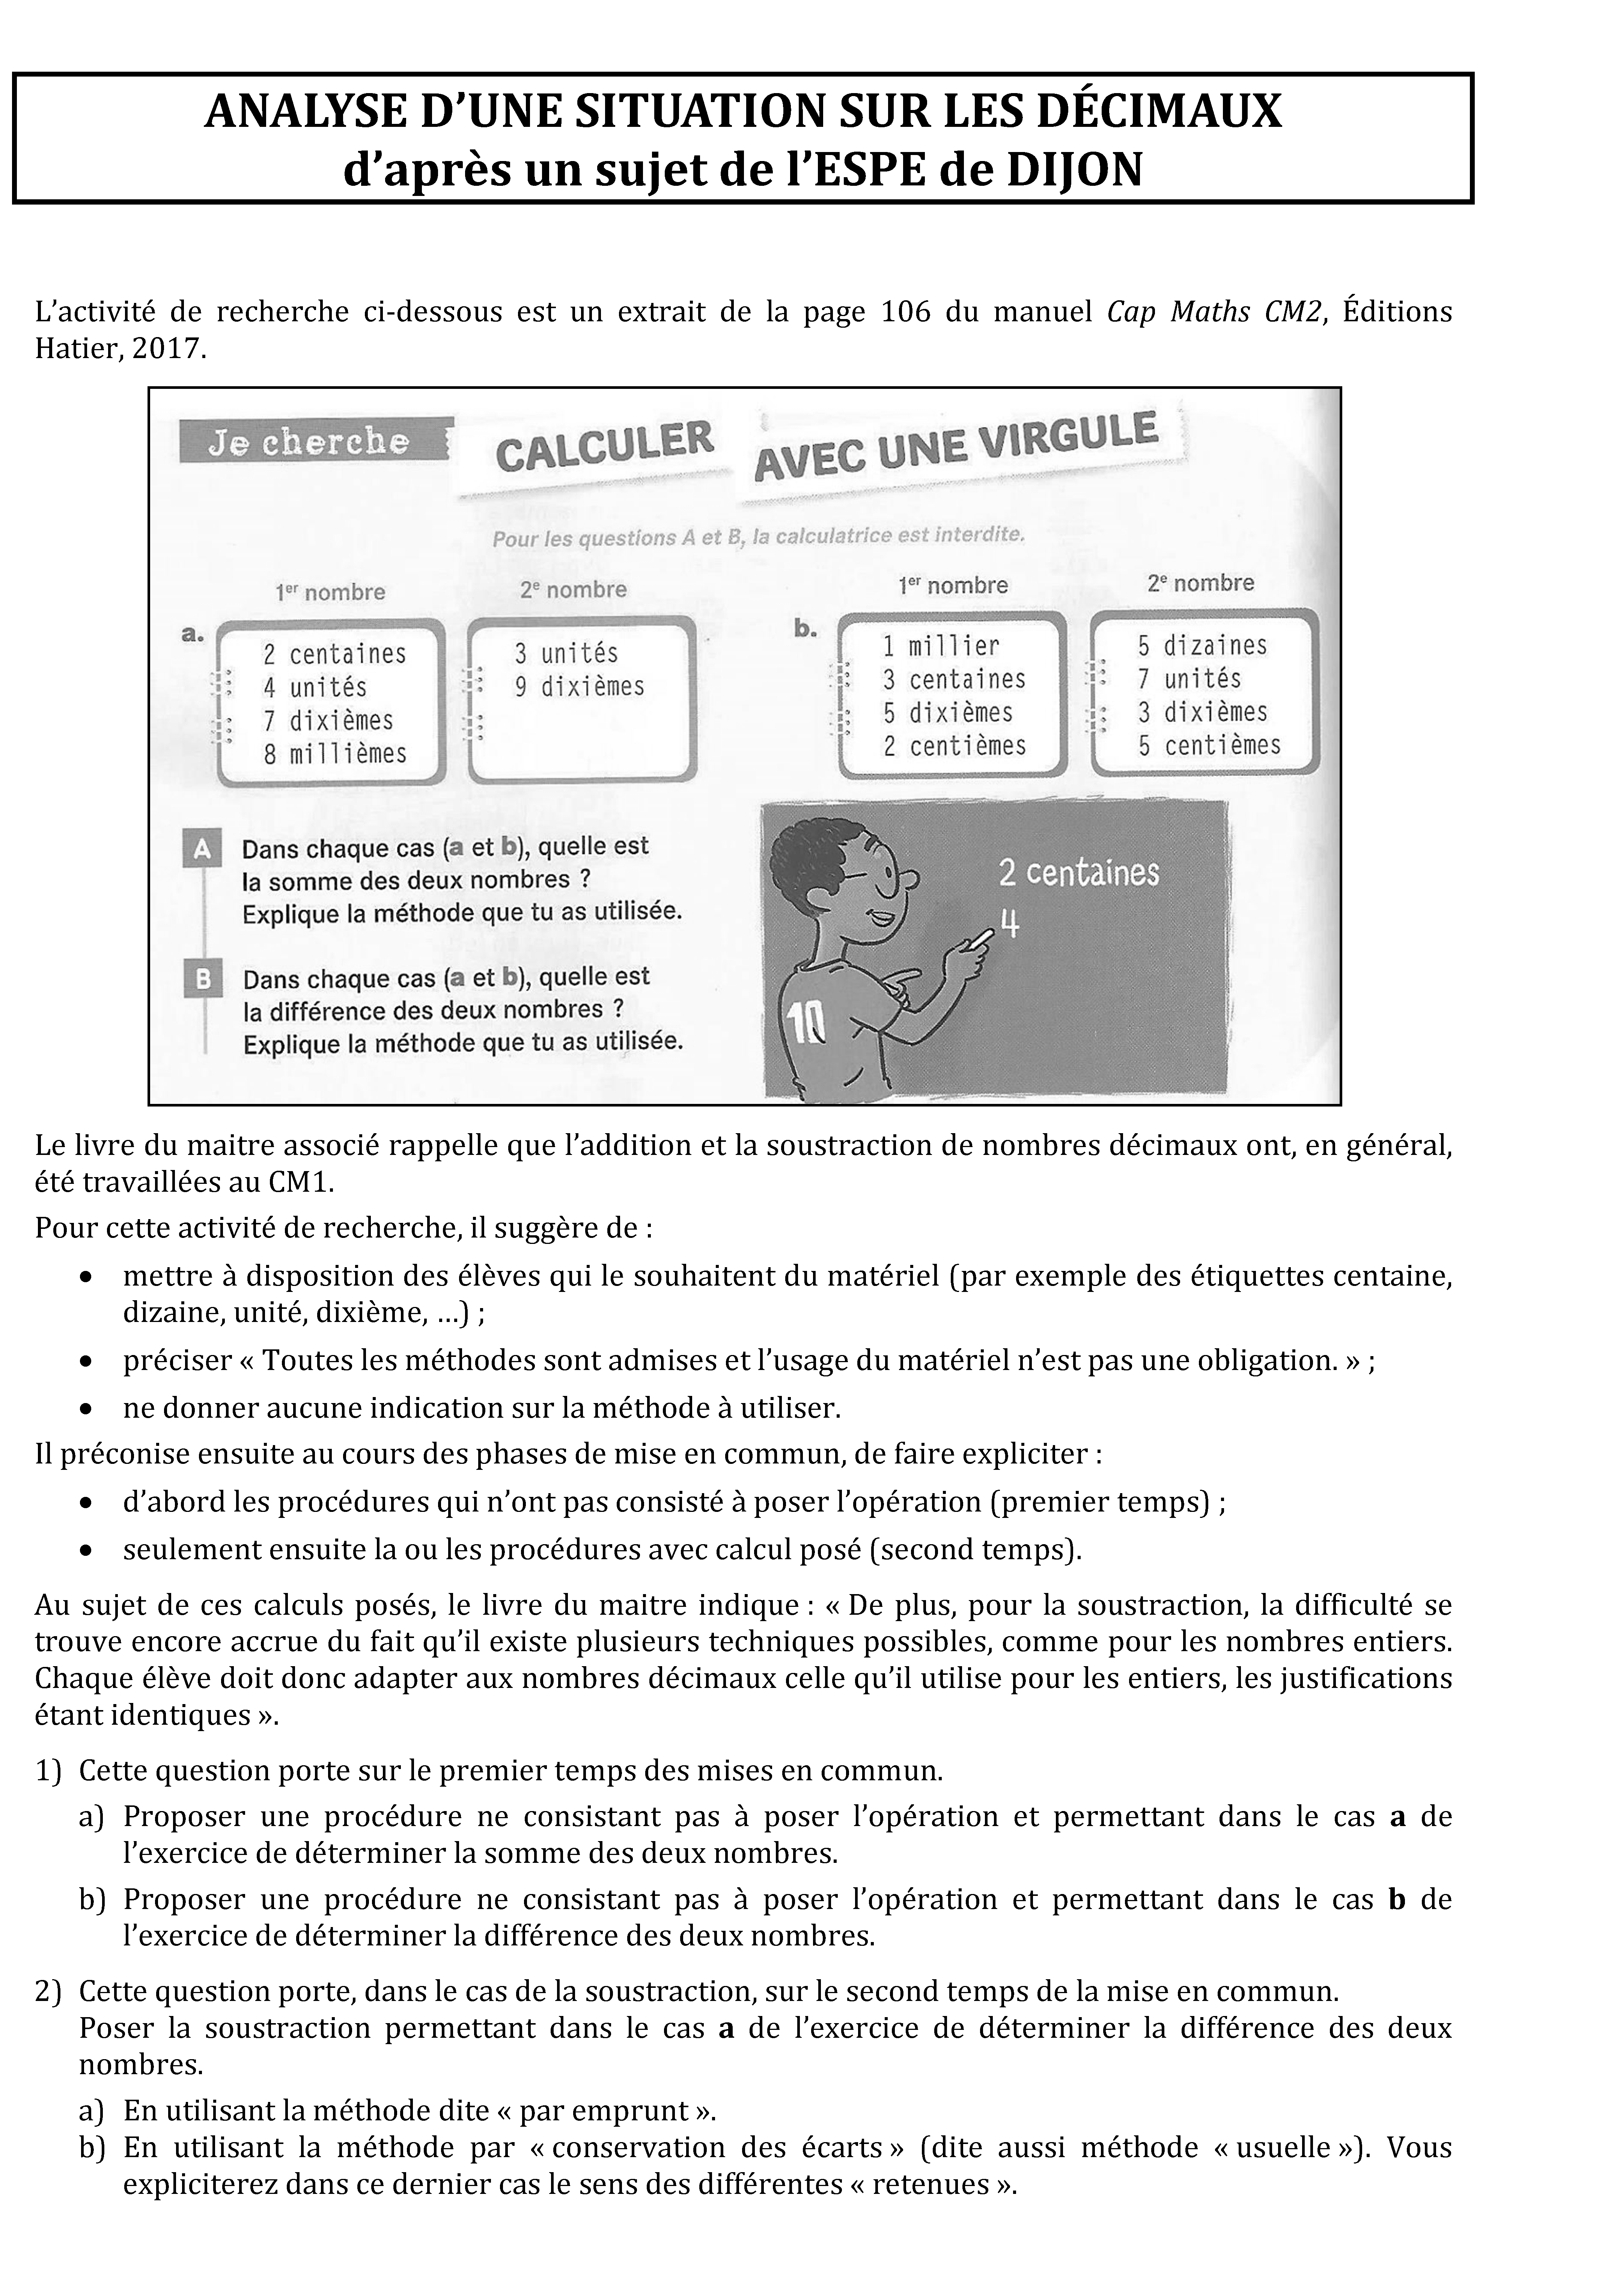 ANALYSE D’UNE SITUATION SUR LES DÉCIMAUX
d’après un sujet de l’ESPE de DIJON
L’activité de recherche ci-dessous est un extrait de la page 106 du manuel Cap Maths CM2, Éditions
Hatier, 2017.
Je cherche CALCULER AVEC UNE VIRGULE
Pour les questions A et B, la calculatrice est interdite.
1er nombre 2e nombre 1er nombre 2e nombre
a. b.
2 centaines 3 unités 1 millier 5 dizaines
4 unités 9 dixièmes 3 centaines 7 unités
7 dixièmes 5 dixièmes 3 dixièmes
8 millièmes 2 centièmes 5 centièmes
A Dans chaque cas (a et b), quelle est
la somme des deux nombres ?
Explique la méthode que tu as utilisée.
B Dans chaque cas (a et b), quelle est
la différence des deux nombres ?
Explique la méthode que tu as utilisée.
2 centaines
4
10
Le livre du maitre associé rappelle que l’addition et la soustraction de nombres décimaux ont, en général,
été travaillées au CM1.
Pour cette activité de recherche, il suggère de :
• mettre à disposition des élèves qui le souhaitent du matériel (par exemple des étiquettes centaine,
dizaine, unité, dixième, …) ;
• préciser « Toutes les méthodes sont admises et l’usage du matériel n’est pas une obligation. » ;
• ne donner aucune indication sur la méthode à utiliser.
Il préconise ensuite au cours des phases de mise en commun, de faire expliciter :
• d’abord les procédures qui n’ont pas consisté à poser l’opération (premier temps) ;
• seulement ensuite la ou les procédures avec calcul posé (second temps).
Au sujet de ces calculs posés, le livre du maitre indique : « De plus, pour la soustraction, la difficulté se
trouve encore accrue du fait qu’il existe plusieurs techniques possibles, comme pour les nombres entiers.
Chaque élève doit donc adapter aux nombres décimaux celle qu’il utilise pour les entiers, les justifications
étant identiques ».
1) Cette question porte sur le premier temps des mises en commun.
a) Proposer une procédure ne consistant pas à poser l’opération et permettant dans le cas a de
l’exercice de déterminer la somme des deux nombres.
b) Proposer une procédure ne consistant pas à poser l’opération et permettant dans le cas b de
l’exercice de déterminer la différence des deux nombres.
2) Cette question porte, dans le cas de la soustraction, sur le second temps de la mise en commun.
Poser la soustraction permettant dans le cas a de l’exercice de déterminer la différence des deux
nombres.
a) En utilisant la méthode dite « par emprunt ».
b) En utilisant la méthode par « conservation des écarts » (dite aussi méthode « usuelle »). Vous
expliciterez dans ce dernier cas le sens des différentes « retenues ».